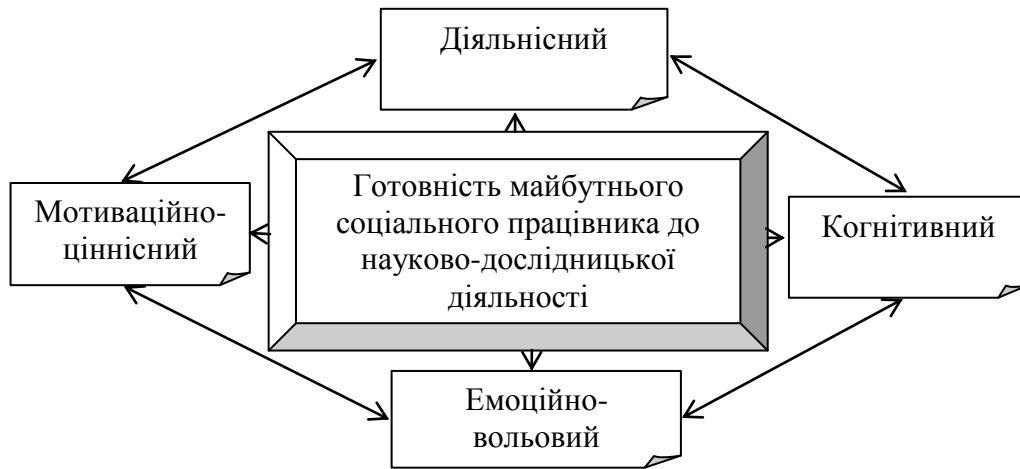 Діяльнісний
Готовність майбутнього
соціального працівника до
науково-дослідницької
діяльності
Мотиваційно-
ціннісний
Когнітивний
Емоційно-
вольовий